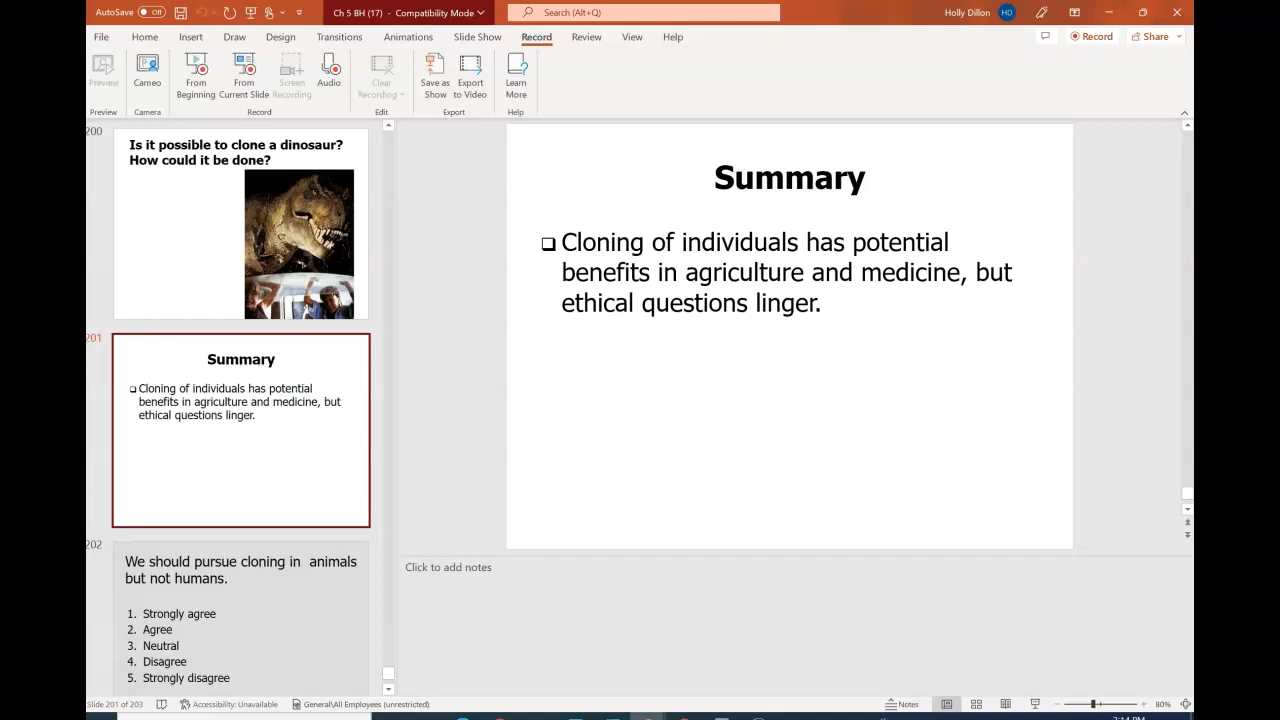 AutoSave Off Ch 5 BH (17) - Compatibility Mode Search (Alt+Q) Holly Dillon HD
File Home Insert Draw Design Transitions Animations Slide Show Record Review View Help Record Share
Preview Cameo From Beginning From Current Slide Screen Recording Audio Clear Recording Save as Show Export to Video Learn More
Preview Camera Record Edit Export Help
200
Is it possible to clone a dinosaur?
How could it be done?
201
Summary
Cloning of individuals has potential
benefits in agriculture and medicine, but
ethical questions linger.
202
We should pursue cloning in animals
but not humans.
1. Strongly agree
2. Agree
3. Neutral
4. Disagree
5. Strongly disagree
Summary
Cloning of individuals has potential
benefits in agriculture and medicine, but
ethical questions linger.
Click to add notes
Slide 201 of 203 Accessibility: Unavailable General/All Employees (unrestricted) Notes 80%